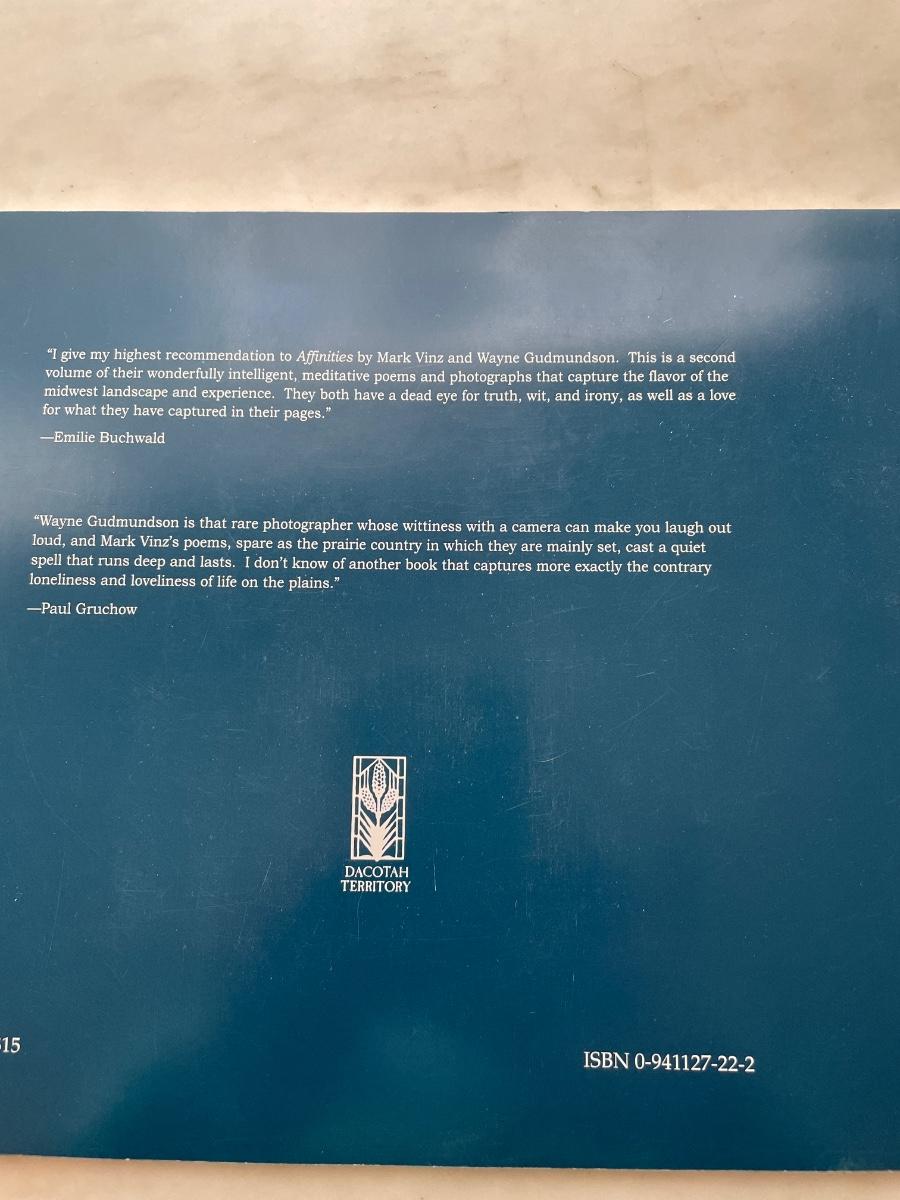 “I give my highest recommendation to Affinities by Mark Vinz and Wayne Gudmundson. This is a second
volume of their wonderfully intelligent, meditative poems and photographs that capture the flavor of the
midwest landscape and experience. They both have a dead eye for truth, wit, and irony, as well as a love
for what they have captured in their pages.”
—Emilie Buchwald
“Wayne Gudmundson is that rare photographer whose wittiness with a camera can make you laugh out
loud, and Mark Vinz’s poems, spare as the prairie country in which they are mainly set, cast a quiet
spell that runs deep and lasts. I don’t know of another book that captures more exactly the contrary
loneliness and loveliness of life on the plains.”
—Paul Gruchow
DACOTAH
TERRITORY
15
ISBN 0-941127-22-2